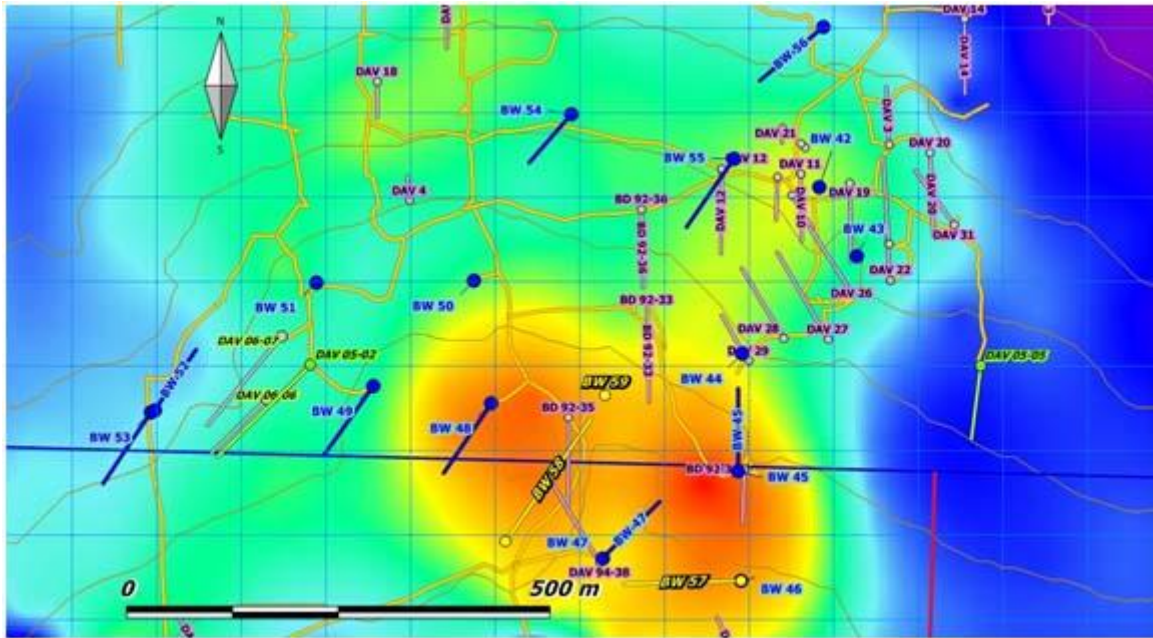 DAV 14
N
BW-56
DAV 18
DAV 14
BW 54
DAV 3
S
DAV 21
BW 42
DAV 20
BW 55
DAV 11
DAV 4
DAV 19
DAV 20
BD 92-36
DAV 12
DAV 10
BW 43
DAV 31
BD 92-36
DAV 22
BW 51
BW 50
DAV 26
BD 92-33
DAV 06-07
DAV 28
DAV 27
BD 92-33
DAV 05-02
DAV 29
DAV 05-05
BW-52
BW 59
BW 44
DAV 06-06
BW 49
BD 92-35
BW-45
BW 53
BW 48
BW 58
BW 45
BW-47
BW 47
DAV 94-38
BW 57
BW 46
0
500 m